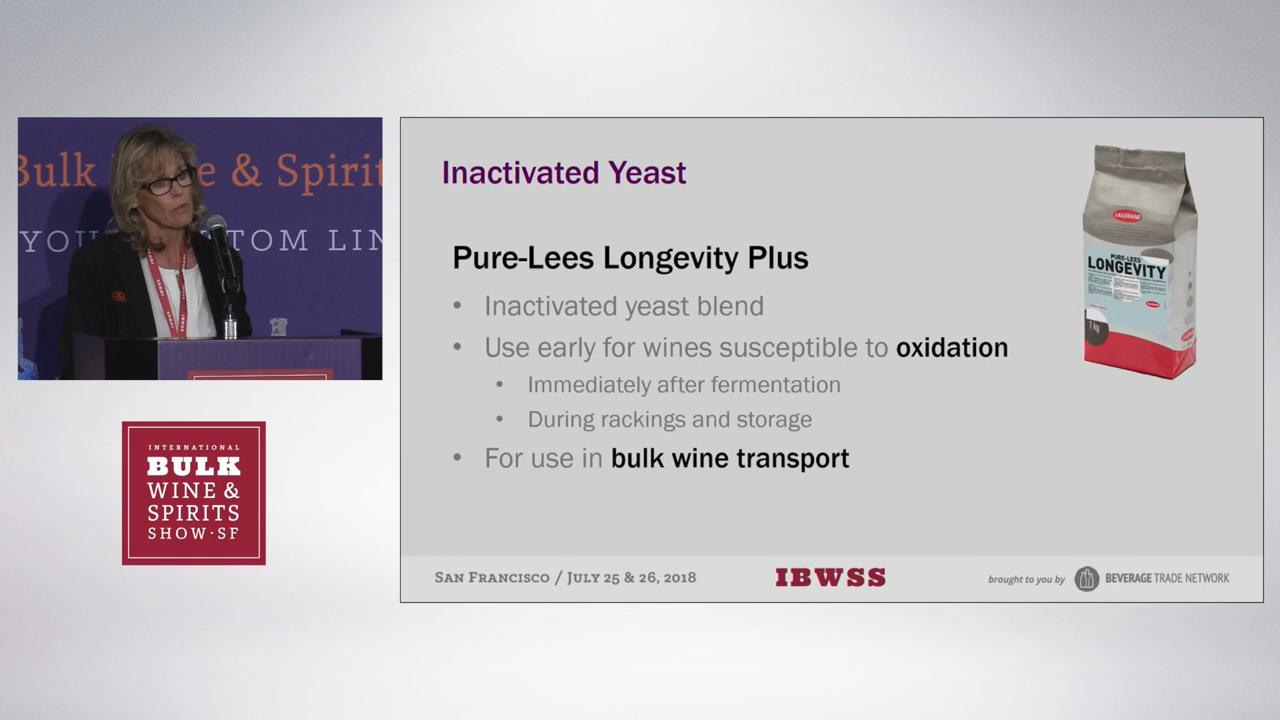 Bulk Wine & Spirit
YOU TOM LIN
INTERNATIONAL
BULK
WINE &
SPIRITS
SHOW·SF
Inactivated Yeast
Pure-Lees Longevity Plus
• Inactivated yeast blend
• Use early for wines susceptible to oxidation
• Immediately after fermentation
• During rackings and storage
• For use in bulk wine transport
LALLEMAND
PURE-LEES
LONGEVITY
1 kg
SAN FRANCISCO / JULY 25 & 26, 2018
IBWSS
brought to you by
BEVERAGE TRADE NETWORK